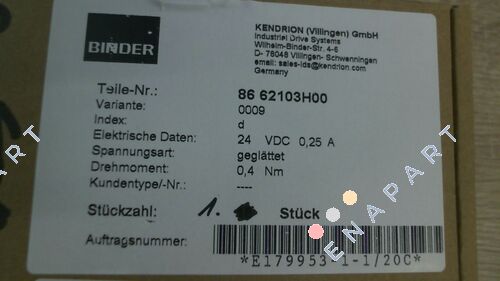 BINDER
KENDRION (Villingen) GmbH
Industrial Drive Systems
Wilhelm-Binder-Str. 4-6
D- 78048 Villingen- Schwenningen
email: sales-ids@kendrion.com
Germany
Teile-Nr.: 86 62103H00
Variante: 0009
Index: d
Elektrische Daten: 24 VDC 0,25 A
Spannungsart: geglättet
Drehmoment: 0,4 Nm
Kundentype/-Nr.: ----
Stückzahl: 1. Stück
Auftragsnummer:
*E179953-1-1/20C*
ENAPART
ENAPART